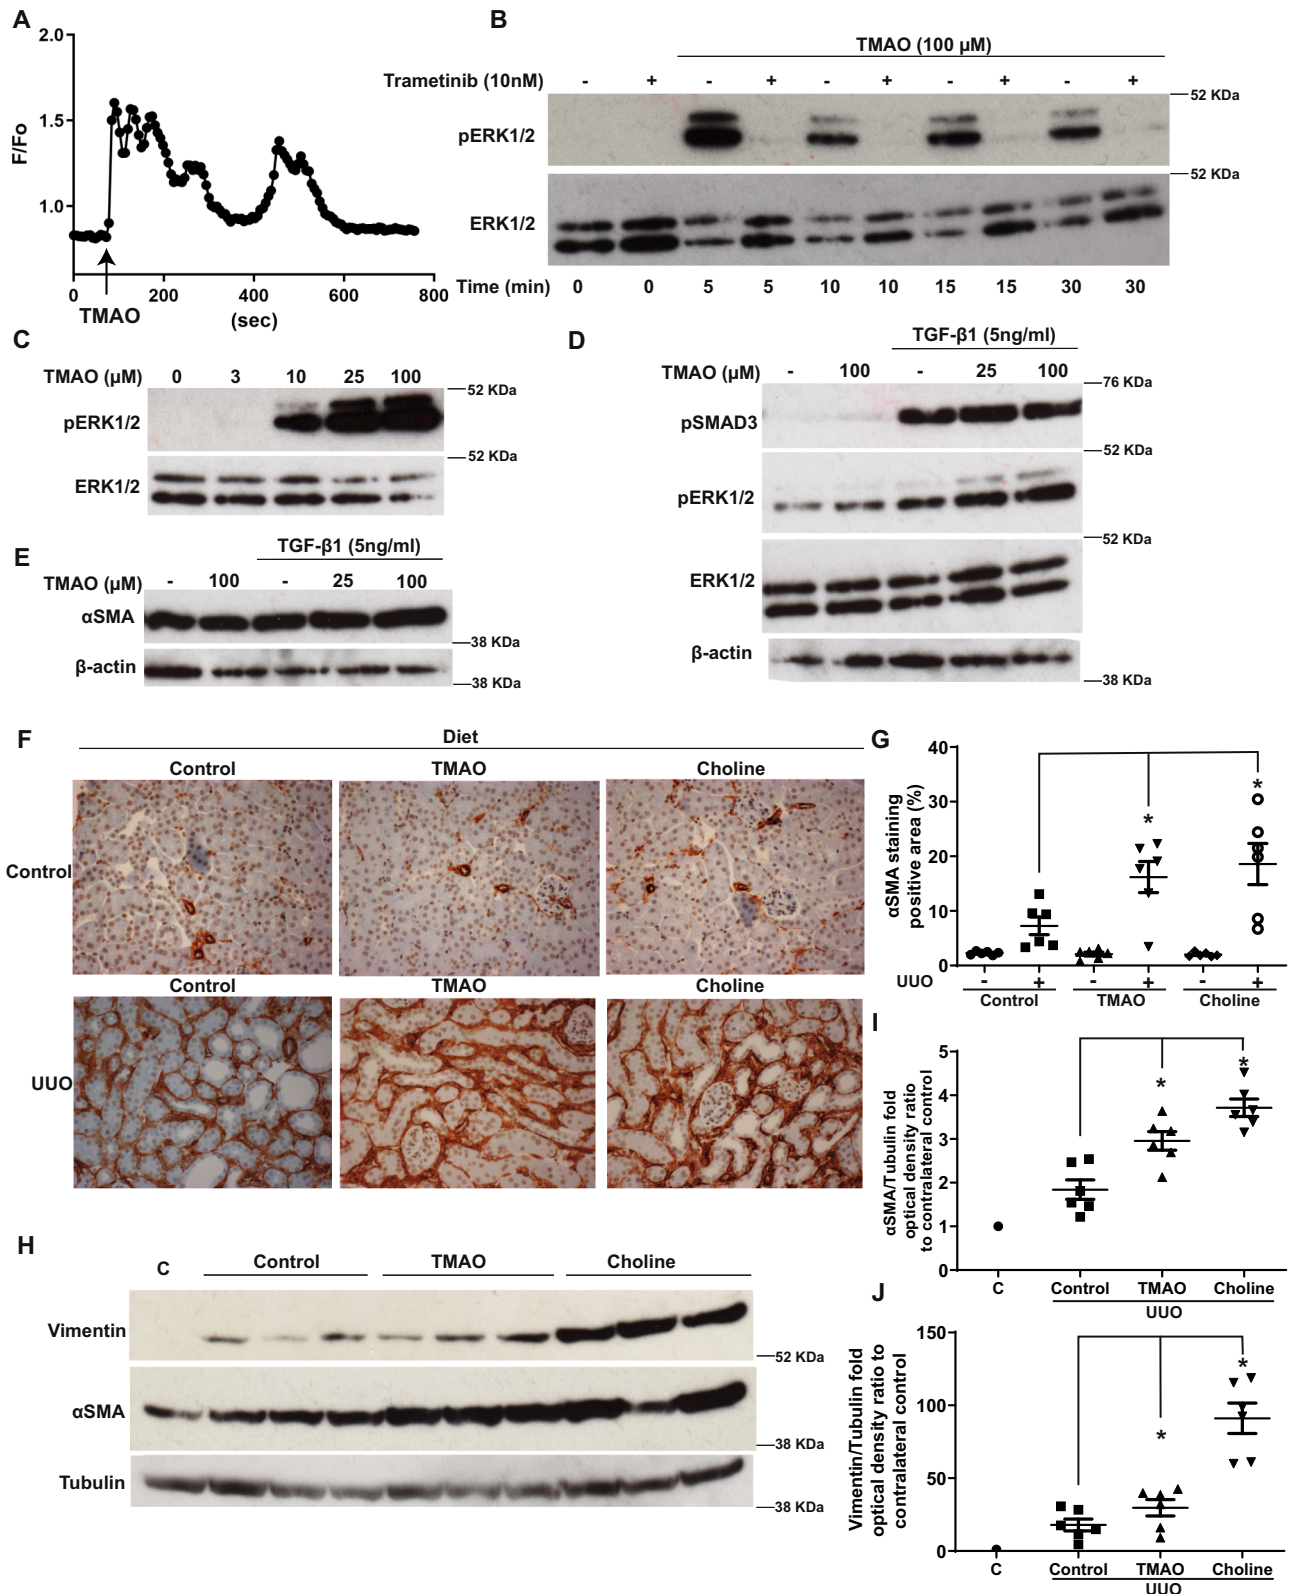 A
2.0
1.5
1.0
F/Fo
0 200 400 600 800
TMAO (sec)
B
TMAO (100 µM)
Trametinib (10nM) - + - + - + - + - +
52 KDa
pERK1/2
52 KDa
ERK1/2
Time (min) 0 0 5 5 10 10 15 15 30 30
C
TMAO (µM) 0 3 10 25 100
52 KDa
pERK1/2
52 KDa
ERK1/2
D
TGF-β1 (5ng/ml)
TMAO (µM) - 100 - 25 100
76 KDa
pSMAD3
52 KDa
pERK1/2
52 KDa
ERK1/2
β-actin
38 KDa
E
TGF-β1 (5ng/ml)
TMAO (µM) - 100 - 25 100
αSMA
38 KDa
β-actin
38 KDa
F
Diet
Control TMAO Choline
Control
Control TMAO Choline
UUO
G
αSMA staining
positive area (%)
40
30
20
10
0
* *
UUO - + - + - +
Control TMAO Choline
H
C Control TMAO Choline
Vimentin
52 KDa
αSMA
38 KDa
Tubulin
38 KDa
I
αSMA/Tubulin fold
optical density ratio
to contralateral control
5
4
3
2
1
0
* *
C Control TMAO Choline
UUO
J
Vimentin/Tubulin fold
optical density ratio to
contralateral control
150
100
50
0
* *
C Control TMAO Choline
UUO